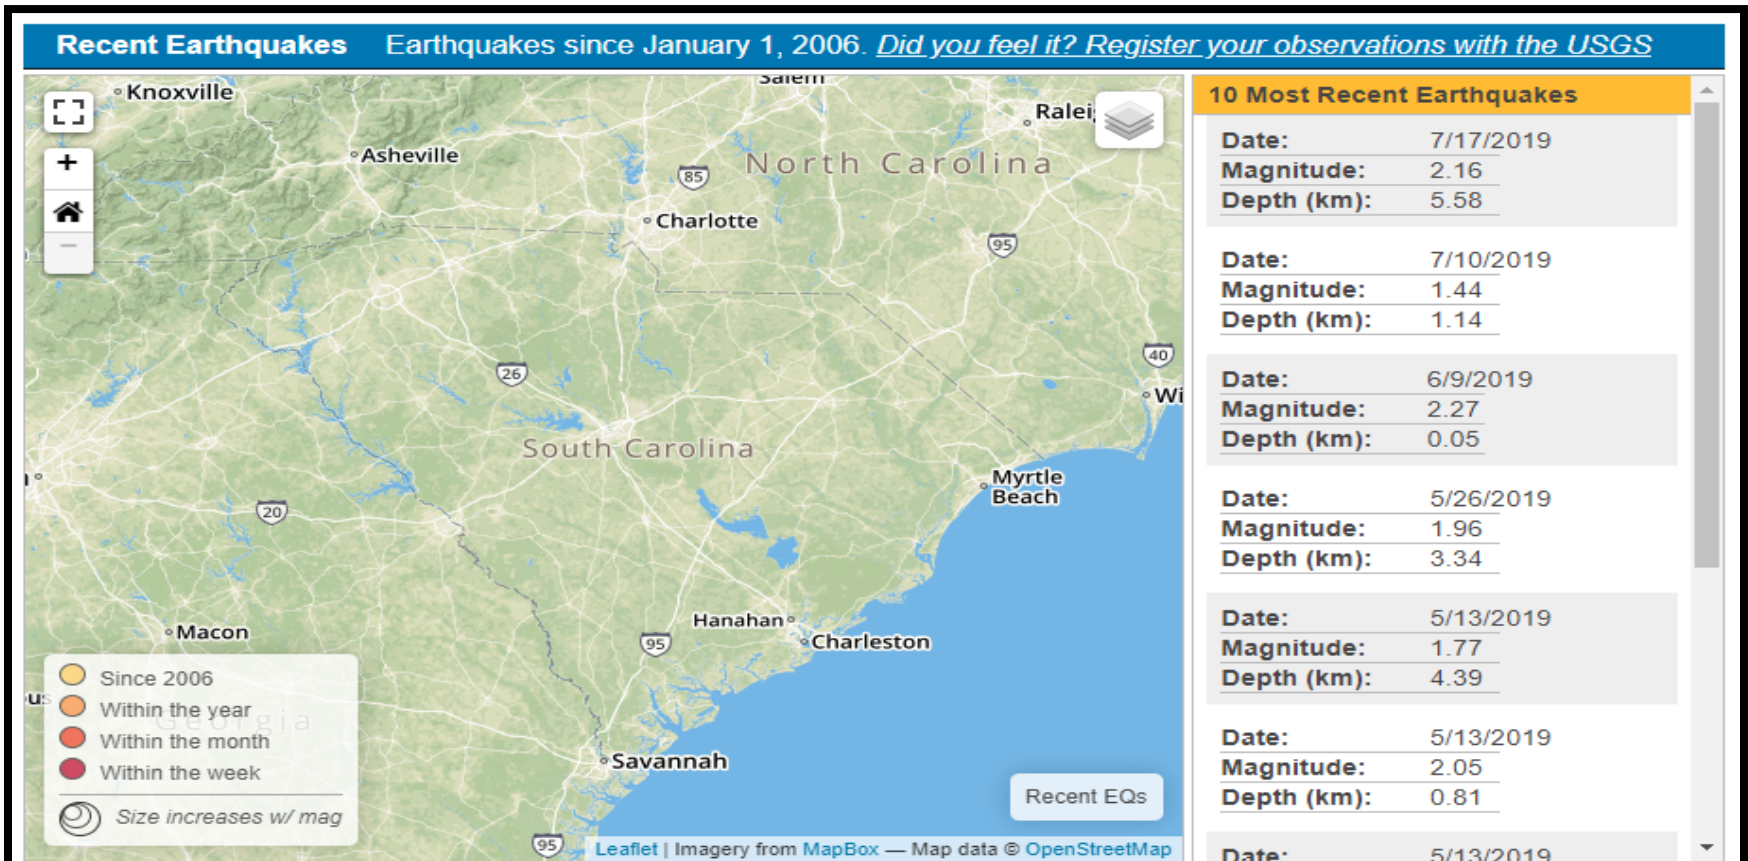 Recent Earthquakes Earthquakes since January 1, 2006. Did you feel it? Register your observations with the USGS
Salem
Knoxville
Asheville
North Carolina
85
Charlotte
95
40
26
South Carolina
Myrtle
Beach
20
Hanahan
Charleston
Macon
95
Georgia
Savannah
95
+
−
Since 2006
Within the year
Within the month
Within the week
Size increases w/ mag
Recent EQs
Leaflet | Imagery from MapBox — Map data © OpenStreetMap
10 Most Recent Earthquakes
Date: 7/17/2019
Magnitude: 2.16
Depth (km): 5.58
Date: 7/10/2019
Magnitude: 1.44
Depth (km): 1.14
Date: 6/9/2019
Magnitude: 2.27
Depth (km): 0.05
Date: 5/26/2019
Magnitude: 1.96
Depth (km): 3.34
Date: 5/13/2019
Magnitude: 1.77
Depth (km): 4.39
Date: 5/13/2019
Magnitude: 2.05
Depth (km): 0.81
Date: 5/13/2019